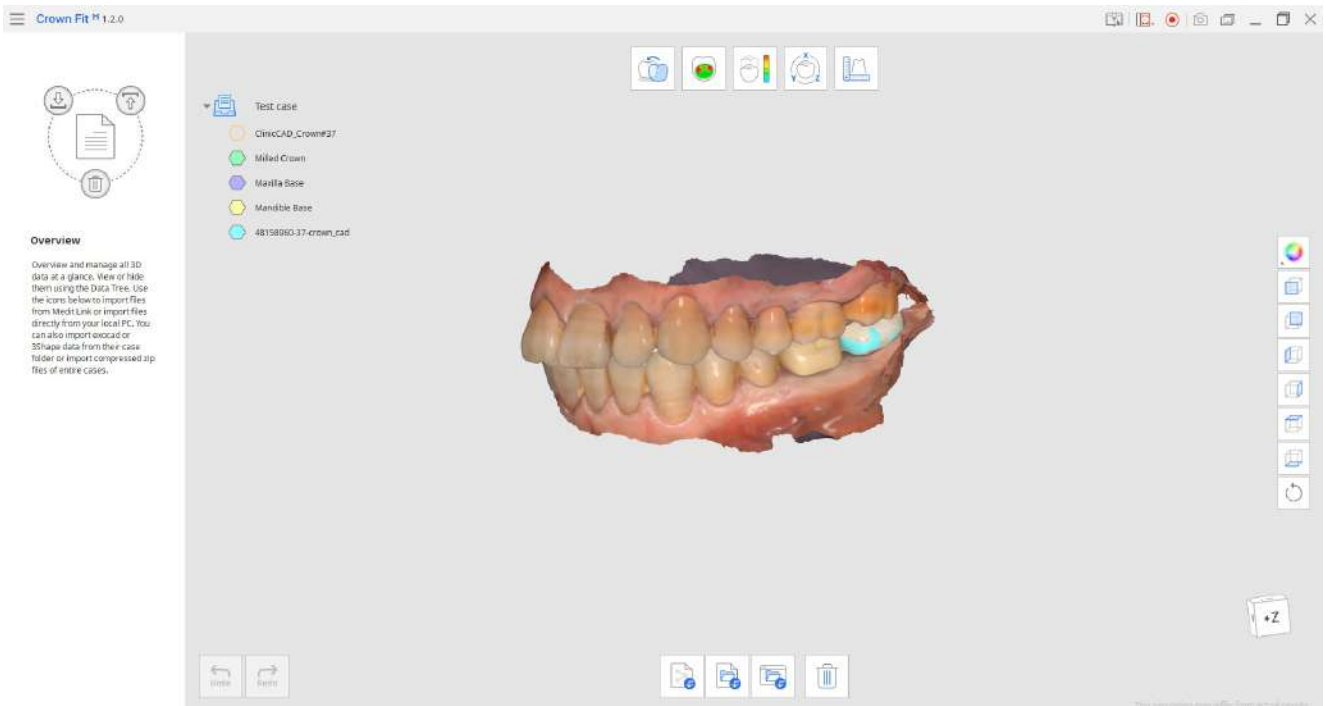 Crown Fit M 1.2.0
Test case
ClinicCAD_Crown#37
Milled Crown
Maxilla Base
Mandible Base
48158960-37-crown_cad
Overview
Overview and manage all 3D
data at a glance. View or hide
them using the Data Tree. Use
the icons below to import files
from Medit Link or import files
directly from your local PC. You
can also import exocad or
3Shape data from their case
folder or import compressed zip
files of entire cases.
X
Y
Z
+Z
Undo
Redo